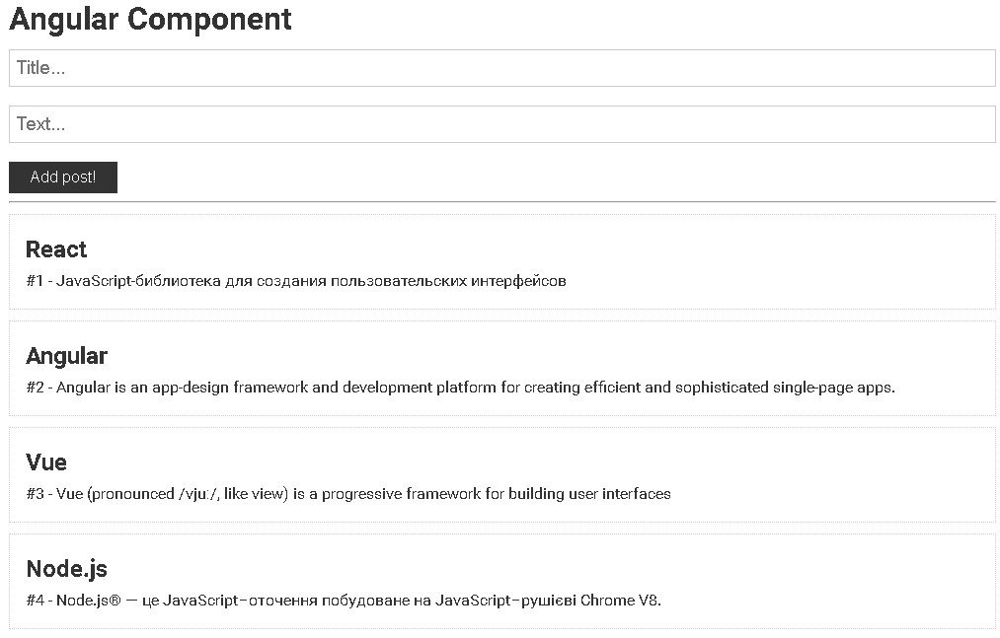 Angular Component
Title...
Text...
Add post!
React
#1 - JavaScript-библиотека для создания пользовательских интерфейсов
Angular
#2 - Angular is an app-design framework and development platform for creating efficient and sophisticated single-page apps.
Vue
#3 - Vue (pronounced /vjuː/, like view) is a progressive framework for building user interfaces
Node.js
#4 - Node.js® — це JavaScript–оточення побудоване на JavaScript–рушієві Chrome V8.